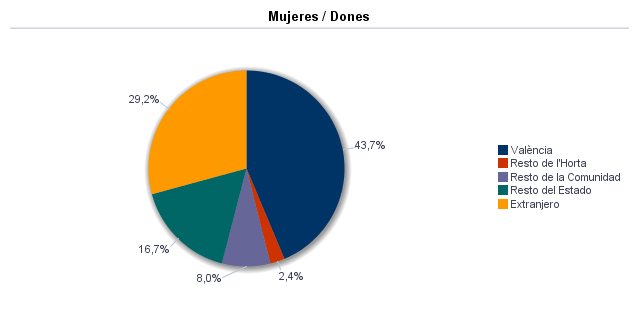 Mujeres / Dones
29,2%
43,7%
16,7%
8,0%
2,4%
València
Resto de l'Horta
Resto de la Comunidad
Resto del Estado
Extranjero